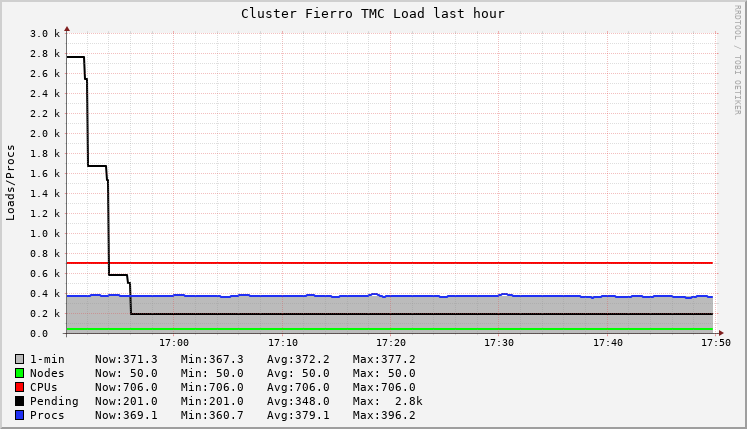 Cluster Fierro TMC Load last hour
RRDTOOL / TOBI OETIKER
Loads/Procs
3.0 k
2.8 k
2.6 k
2.4 k
2.2 k
2.0 k
1.8 k
1.6 k
1.4 k
1.2 k
1.0 k
0.8 k
0.6 k
0.4 k
0.2 k
0.0
17:00 17:10 17:20 17:30 17:40 17:50
1-min Now:371.3 Min:367.3 Avg:372.2 Max:377.2
Nodes Now: 50.0 Min: 50.0 Avg: 50.0 Max: 50.0
CPUs Now:706.0 Min:706.0 Avg:706.0 Max:706.0
Pending Now:201.0 Min:201.0 Avg:348.0 Max: 2.8k
Procs Now:369.1 Min:360.7 Avg:379.1 Max:396.2